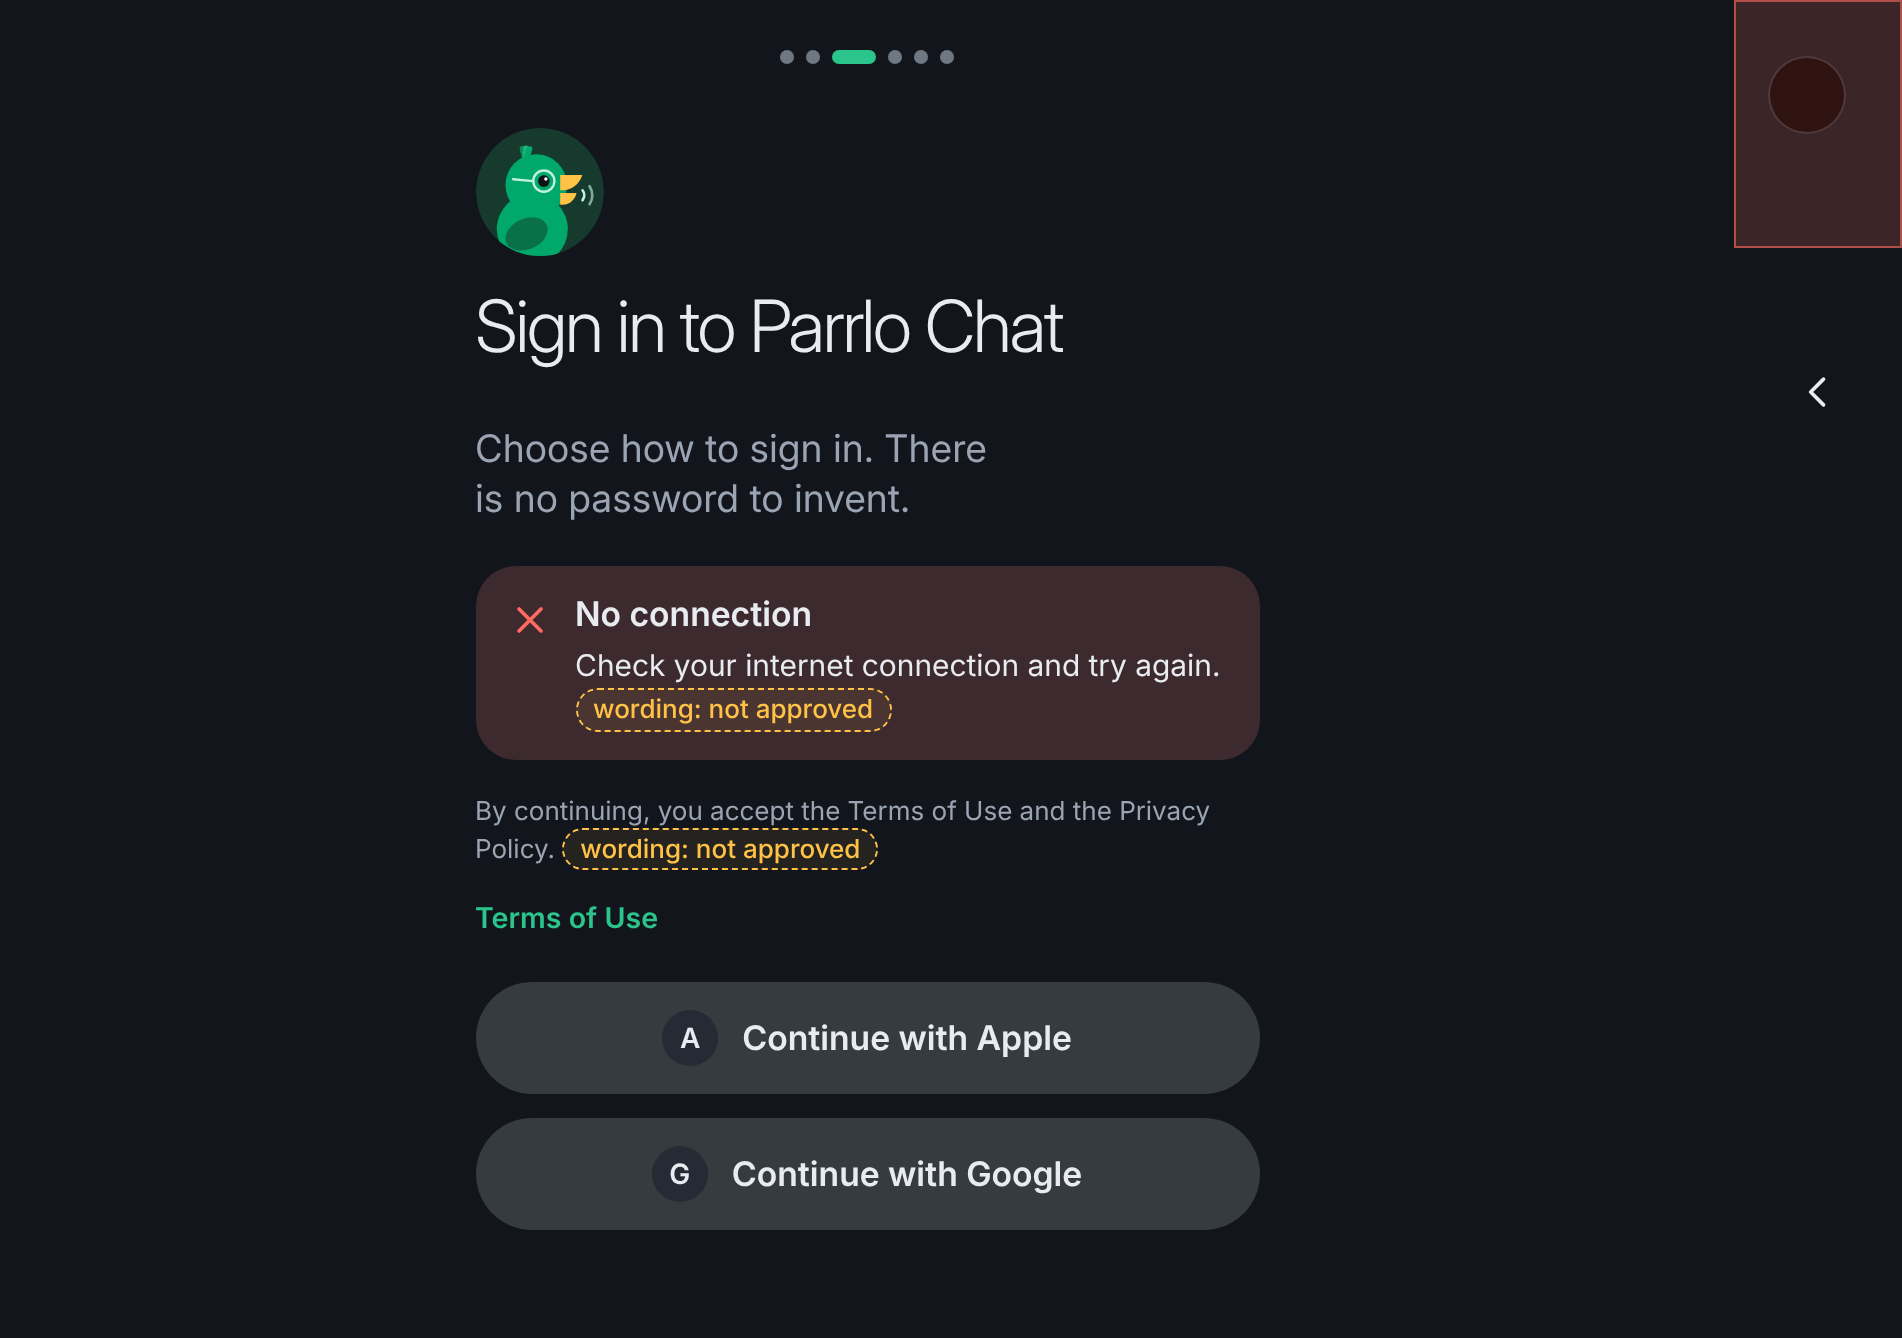 Sign in to Parrlo Chat
Choose how to sign in. There
is no password to invent.
No connection
Check your internet connection and try again.
wording: not approved
By continuing, you accept the Terms of Use and the Privacy
Policy. wording: not approved
Terms of Use
A Continue with Apple
G Continue with Google